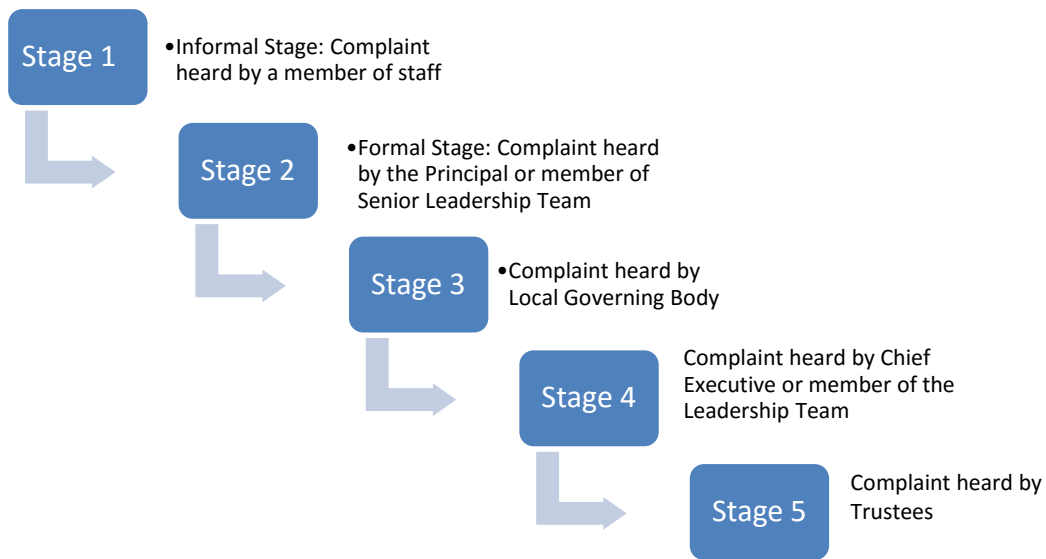 Stage 1
•Informal Stage: Complaint
heard by a member of staff
Stage 2
•Formal Stage: Complaint heard
by the Principal or member of
Senior Leadership Team
Stage 3
•Complaint heard by
Local Governing Body
Stage 4
Complaint heard by Chief
Executive or member of the
Leadership Team
Stage 5
Complaint heard by
Trustees